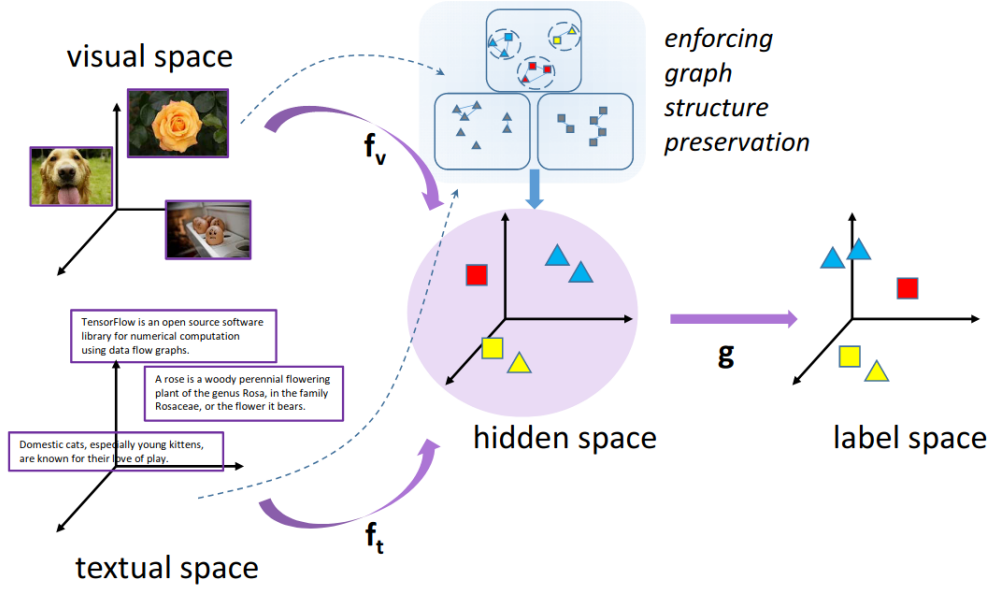 visual space
enforcing
graph
structure
preservation
fv
TensorFlow is an open source software
library for numerical computation
using data flow graphs.
A rose is a woody perennial flowering
plant of the genus Rosa, in the family
Rosaceae, or the flower it bears.
Domestic cats, especially young kittens,
are known for their love of play.
g
hidden space
label space
ft
textual space